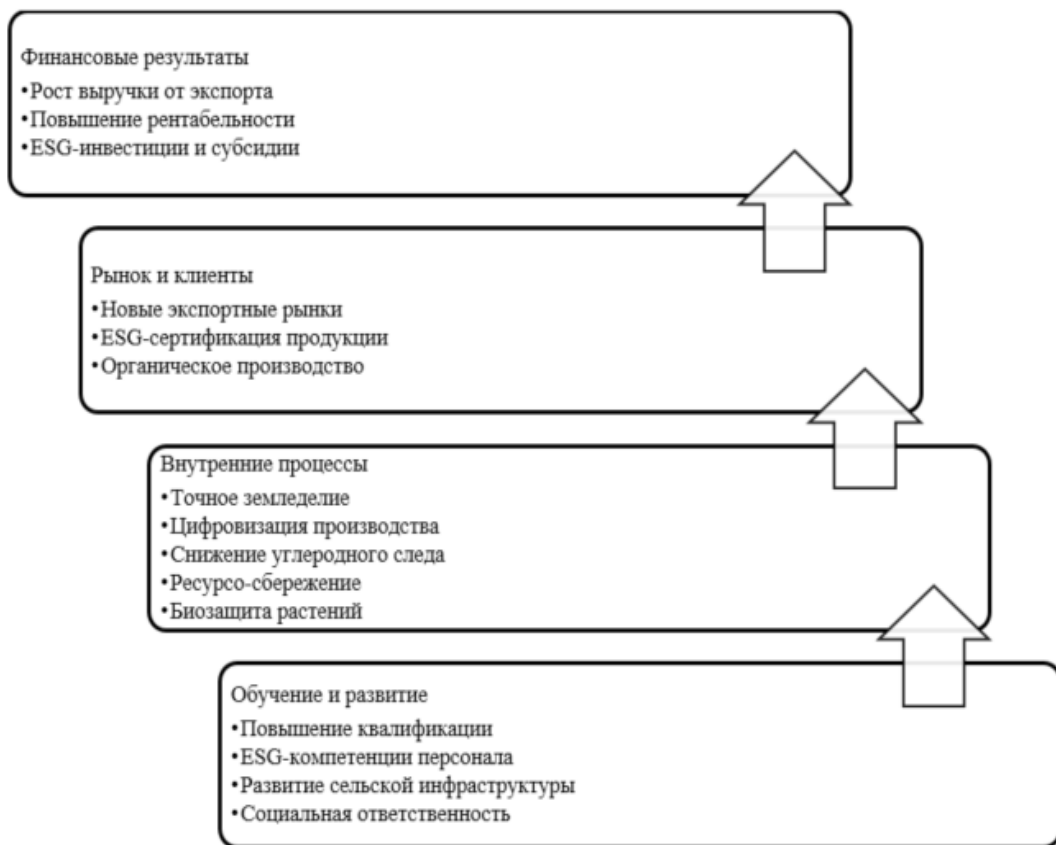 Финансовые результаты
•Рост выручки от экспорта
•Повышение рентабельности
•ESG-инвестиции и субсидии
Рынок и клиенты
•Новые экспортные рынки
•ESG-сертификация продукции
•Органическое производство
Внутренние процессы
•Точное земледелие
•Цифровизация производства
•Снижение углеродного следа
•Ресурсо-сбережение
•Биозащита растений
Обучение и развитие
•Повышение квалификации
•ESG-компетенции персонала
•Развитие сельской инфраструктуры
•Социальная ответственность